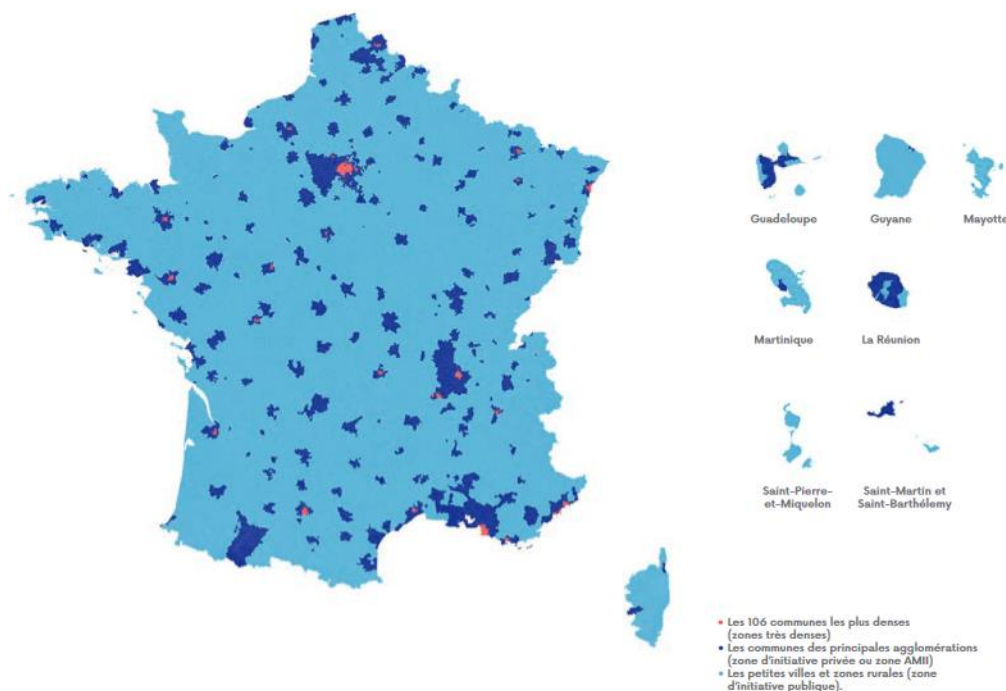 Guadeloupe
Guyane
Mayotte
Martinique
La Réunion
Saint-Pierre-
et-Miquelon
Saint-Martin et
Saint-Barthélemy
Les 106 communes les plus denses
(zones très denses)
Les communes des principales agglomérations
(zone d'initiative privée ou zone AMII)
Les petites villes et zones rurales (zone
d'initiative publique).